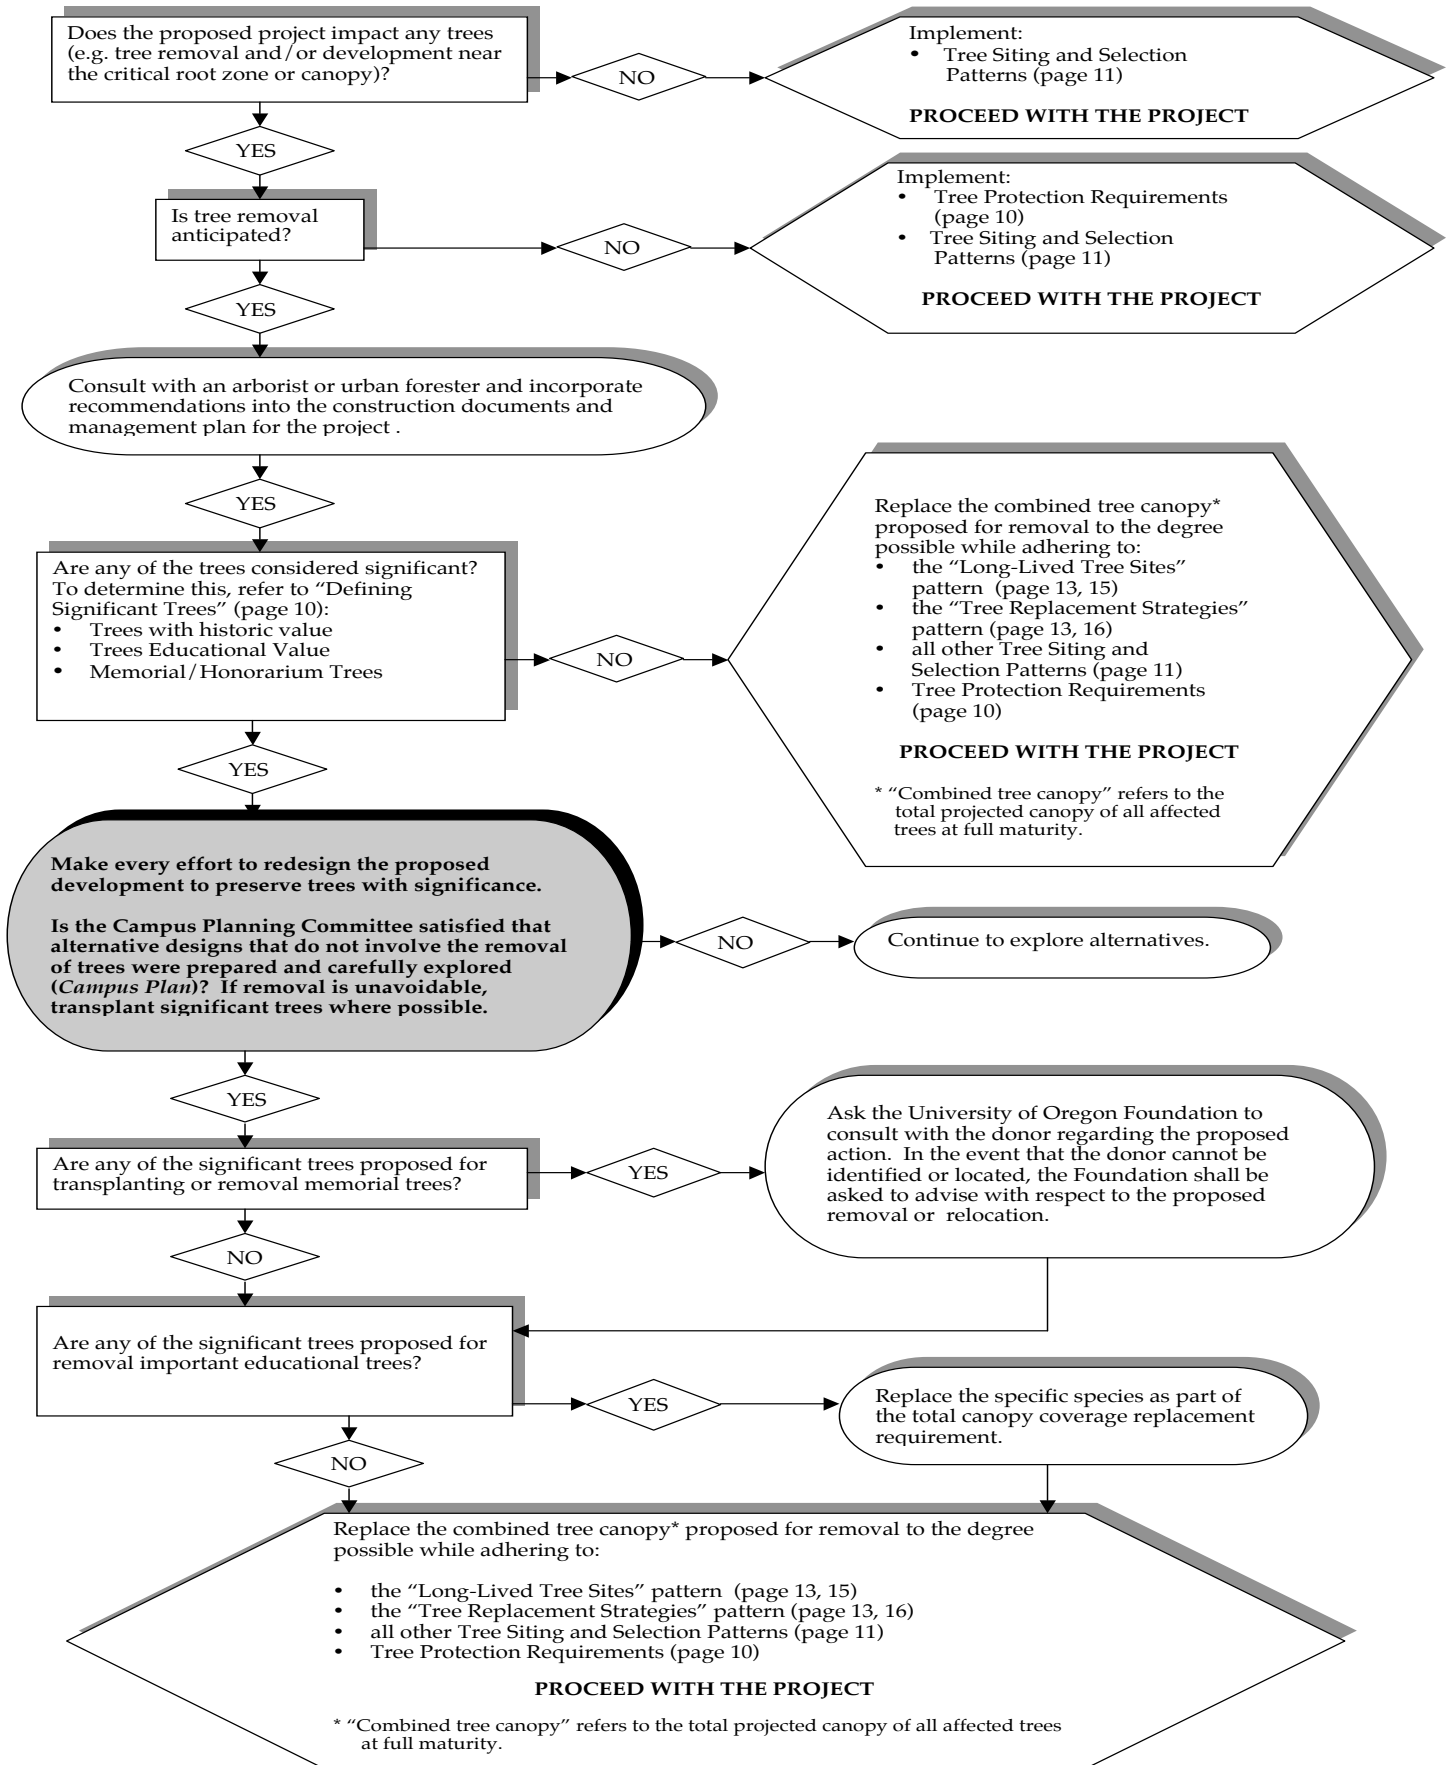 Does the proposed project impact any trees
(e.g. tree removal and/or development near
the critical root zone or canopy)?
NO
Implement:
• Tree Siting and Selection
Patterns (page 11)
PROCEED WITH THE PROJECT
YES
Is tree removal
anticipated?
NO
Implement:
• Tree Protection Requirements
(page 10)
• Tree Siting and Selection
Patterns (page 11)
PROCEED WITH THE PROJECT
YES
Consult with an arborist or urban forester and incorporate
recommendations into the construction documents and
management plan for the project .
YES
Are any of the trees considered significant?
To determine this, refer to “Defining
Significant Trees” (page 10):
• Trees with historic value
• Trees Educational Value
• Memorial/Honorarium Trees
NO
Replace the combined tree canopy*
proposed for removal to the degree
possible while adhering to:
• the “Long-Lived Tree Sites”
pattern (page 13, 15)
• the “Tree Replacement Strategies”
pattern (page 13, 16)
• all other Tree Siting and
Selection Patterns (page 11)
• Tree Protection Requirements
(page 10)
PROCEED WITH THE PROJECT
* “Combined tree canopy” refers to the
total projected canopy of all affected
trees at full maturity.
YES
Make every effort to redesign the proposed
development to preserve trees with significance.
Is the Campus Planning Committee satisfied that
alternative designs that do not involve the removal
of trees were prepared and carefully explored
(Campus Plan)? If removal is unavoidable,
transplant significant trees where possible.
NO
Continue to explore alternatives.
YES
Are any of the significant trees proposed for
transplanting or removal memorial trees?
YES
Ask the University of Oregon Foundation to
consult with the donor regarding the proposed
action. In the event that the donor cannot be
identified or located, the Foundation shall be
asked to advise with respect to the proposed
removal or relocation.
NO
Are any of the significant trees proposed for
removal important educational trees?
YES
Replace the specific species as part of
the total canopy coverage replacement
requirement.
NO
Replace the combined tree canopy* proposed for removal to the degree
possible while adhering to:
• the “Long-Lived Tree Sites” pattern (page 13, 15)
• the “Tree Replacement Strategies” pattern (page 13, 16)
• all other Tree Siting and Selection Patterns (page 11)
• Tree Protection Requirements (page 10)
PROCEED WITH THE PROJECT
* “Combined tree canopy” refers to the total projected canopy of all affected trees
at full maturity.